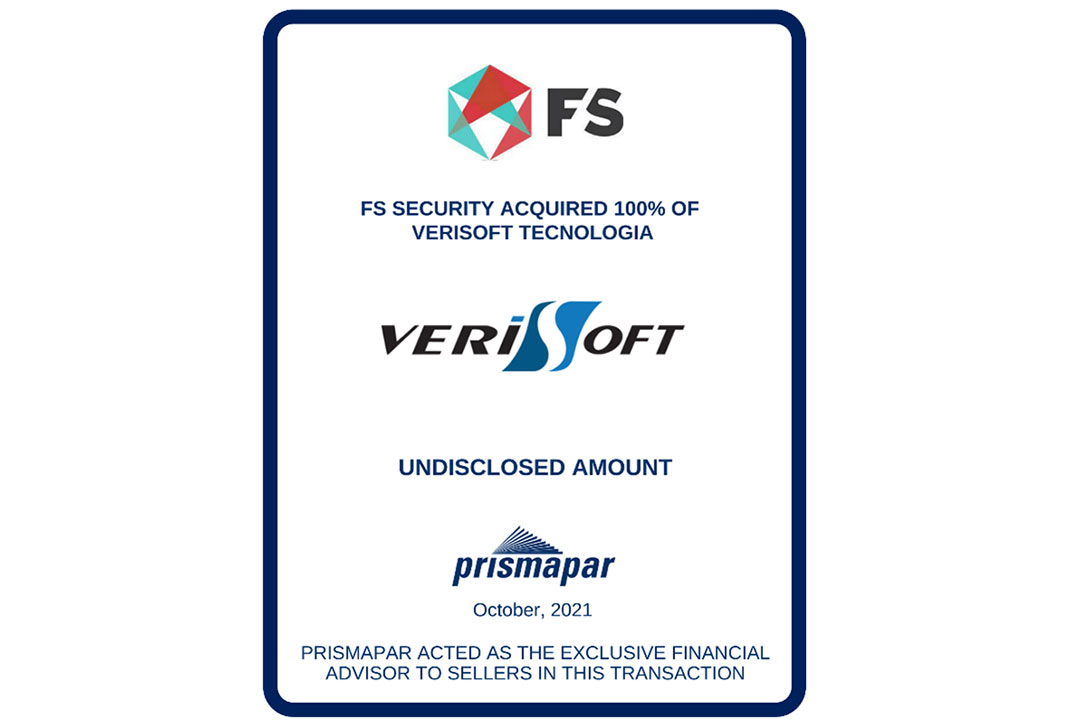 FS
FS SECURITY ACQUIRED 100% OF
VERISOFT TECNOLOGIA
VERISOFT
UNDISCLOSED AMOUNT
prismapar
October, 2021
PRISMAPAR ACTED AS THE EXCLUSIVE FINANCIAL
ADVISOR TO SELLERS IN THIS TRANSACTION